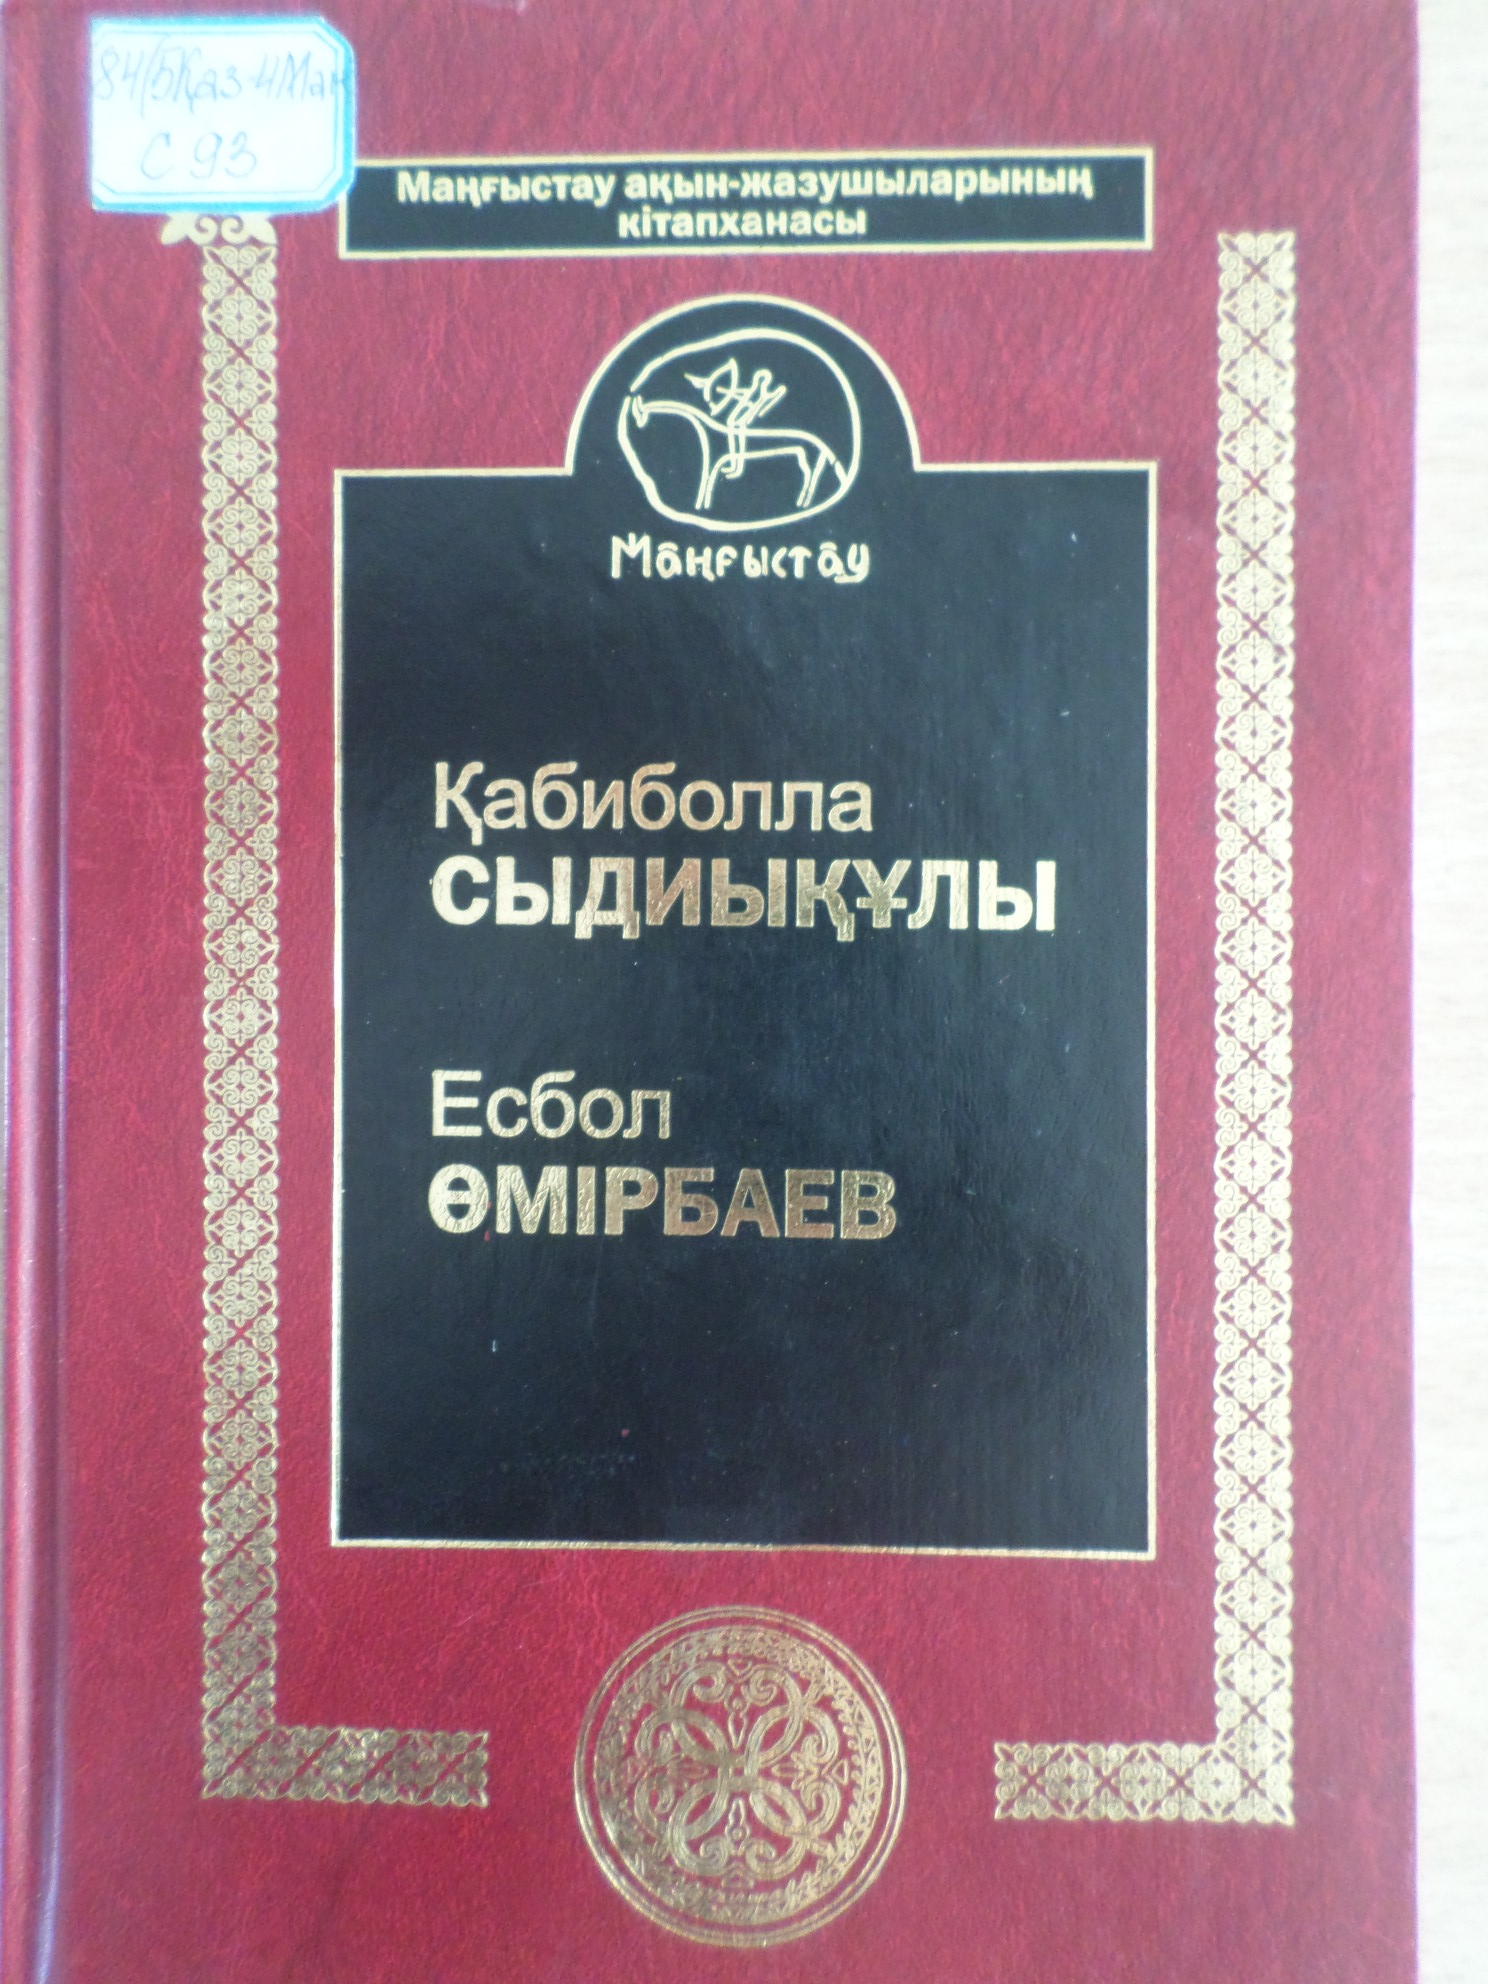 84(5Қаз-4Ман
С 93
Маңғыстау ақын-жазушыларының
кітапханасы
Маңғыстау
Қабиболла
СЫДИЫҚҰЛЫ
Есбол
ӨМІРБАЕВ